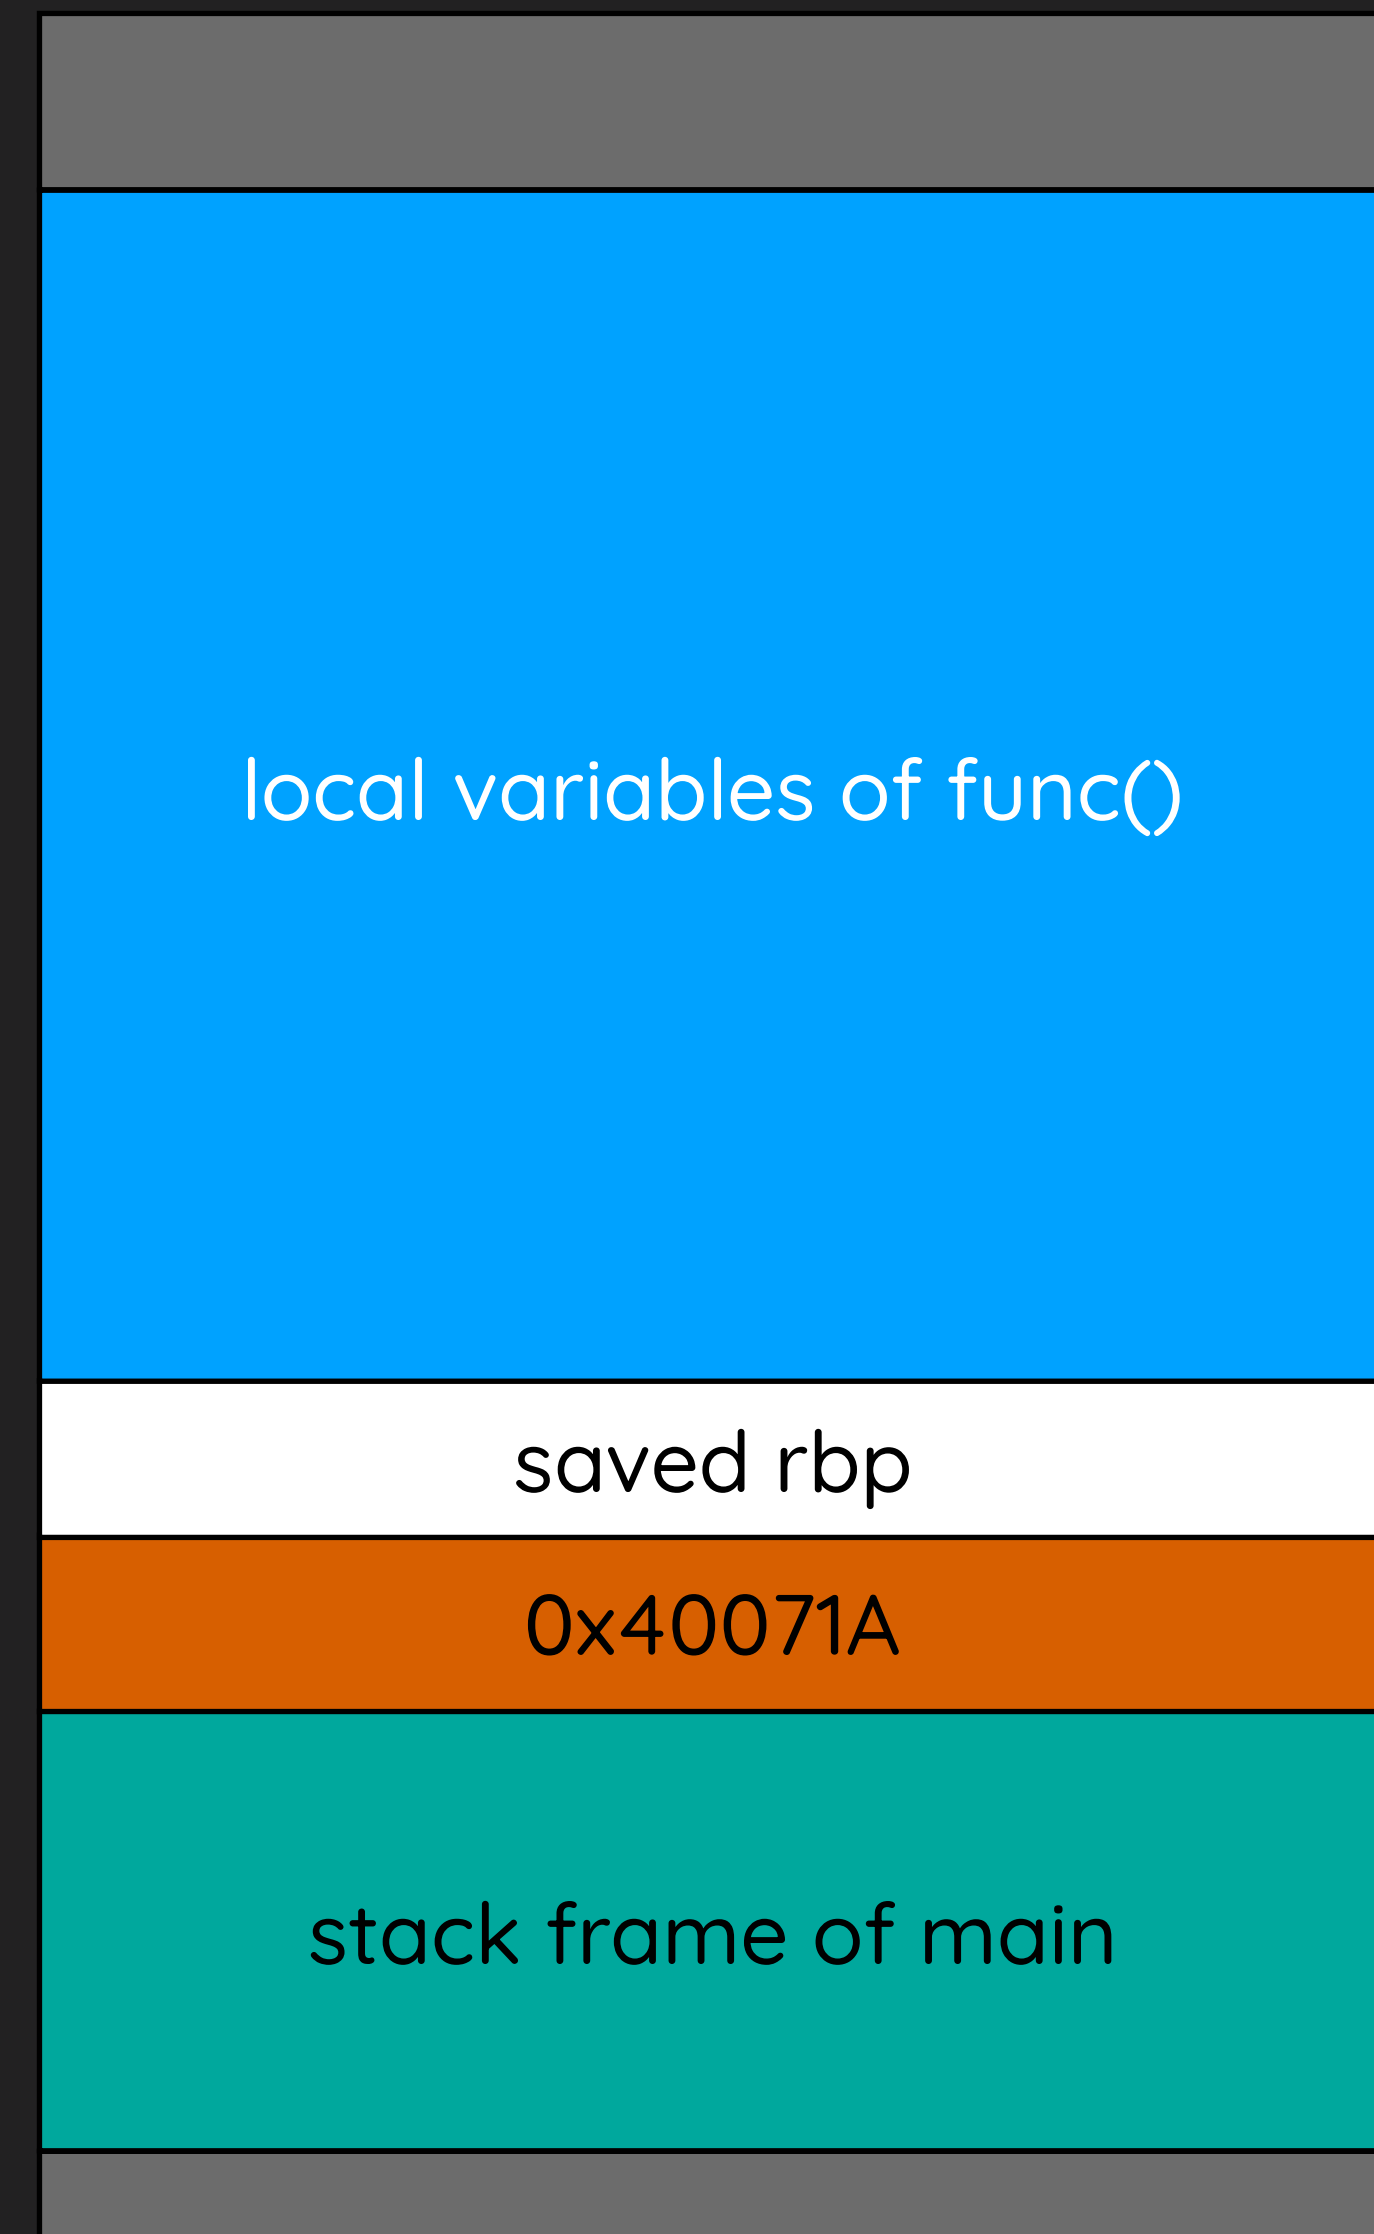 local variables of func()
saved rbp
0x40071A
stack frame of main